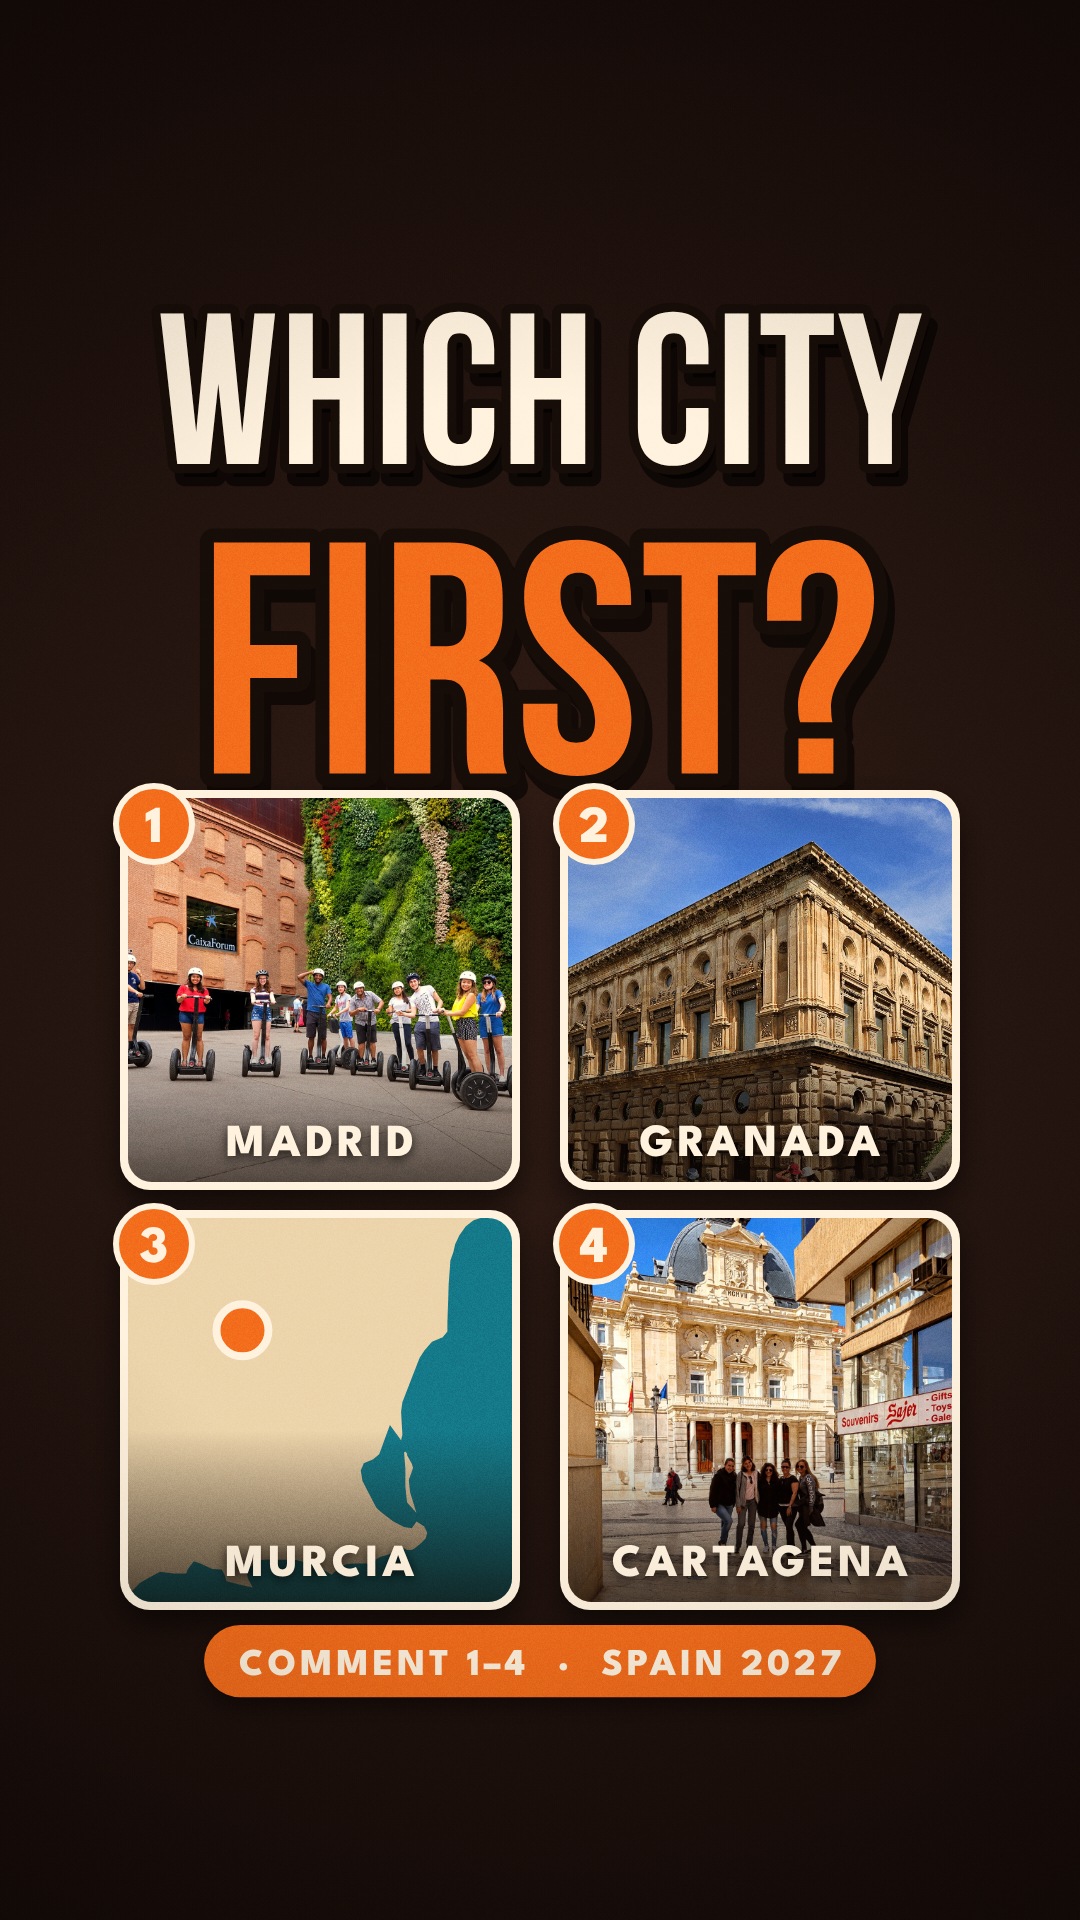 WHICH CITY
FIRST?
1
2
CaixaForum
MADRID
GRANADA
3
4
Souvenirs Sajer
- Gifts
- Toys
MURCIA
CARTAGENA
COMMENT 1–4 · SPAIN 2027